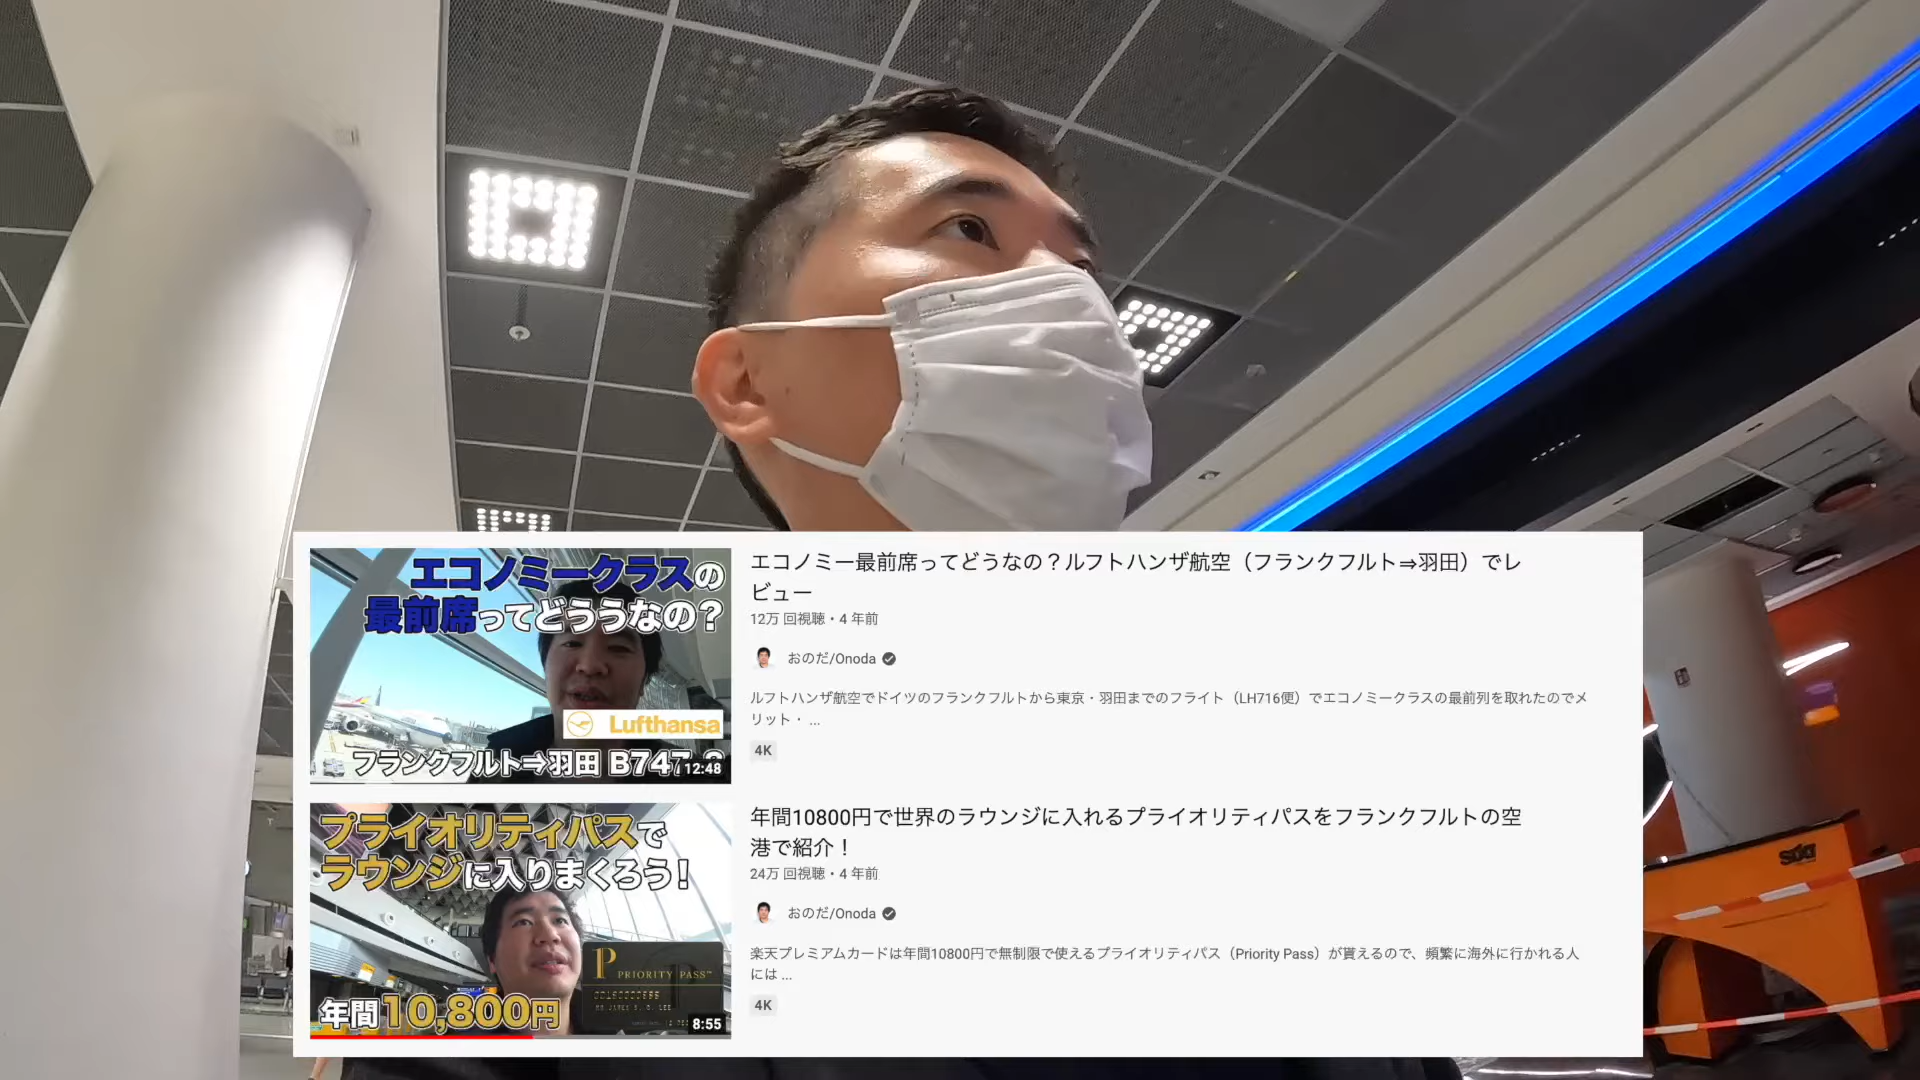 エコノミークラスの
最前席ってどううなの？
Lufthansa
フランクフルト⇒羽田 B747-8
12:48
エコノミー最前席ってどうなの？ルフトハンザ航空（フランクフルト⇒羽田）でレ
ビュー
12万 回視聴・4 年前
おのだ/Onoda
ルフトハンザ航空でドイツのフランクフルトから東京・羽田までのフライト（LH716便）でエコノミークラスの最前列を取れたのでメ
リット・ ...
4K
プライオリティパスで
ラウンジに入りまくろう！
PRIORITY PASS™
年間10,800円
8:55
年間10800円で世界のラウンジに入れるプライオリティパスをフランクフルトの空
港で紹介！
24万 回視聴・4 年前
おのだ/Onoda
楽天プレミアムカードは年間10800円で無制限で使えるプライオリティパス（Priority Pass）が貰えるので、頻繁に海外に行かれる人
には ...
4K
Sixt